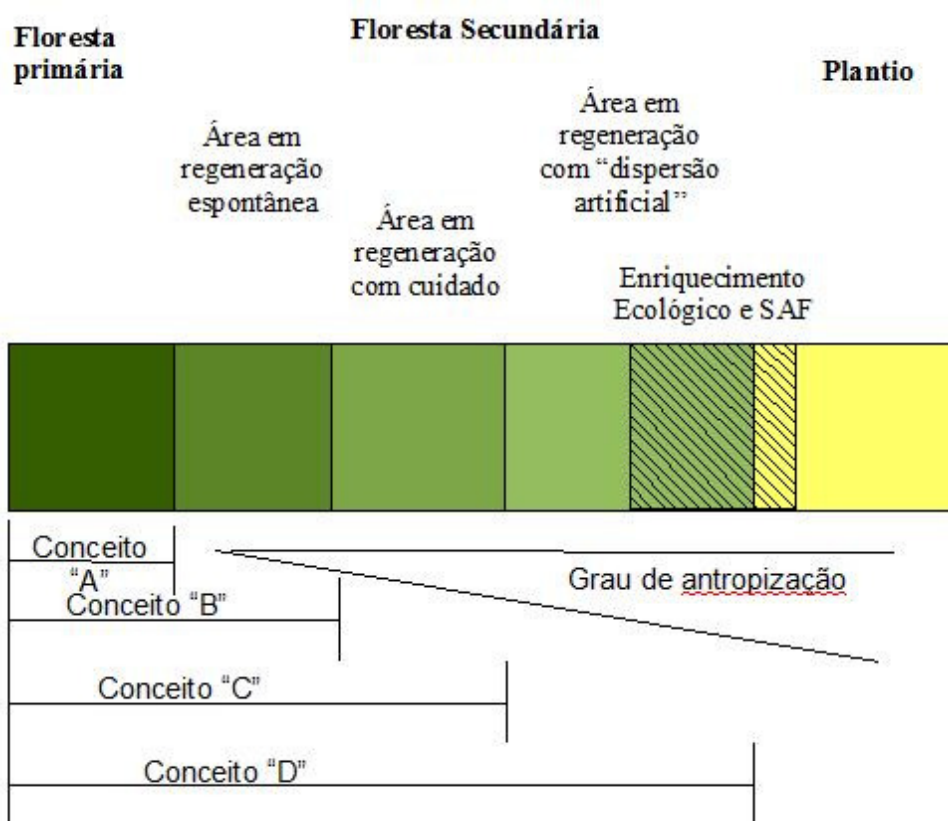 Floresta
primária
Floresta Secundária
Plantio
Área em
regeneração
espontânea
Área em
regeneração
com cuidado
Área em
regeneração
com “dispersão
artificial”
Enriquecimento
Ecológico e SAF
Conceito
“A”
Conceito “B”
Conceito “C”
Conceito “D”
Grau de antropização